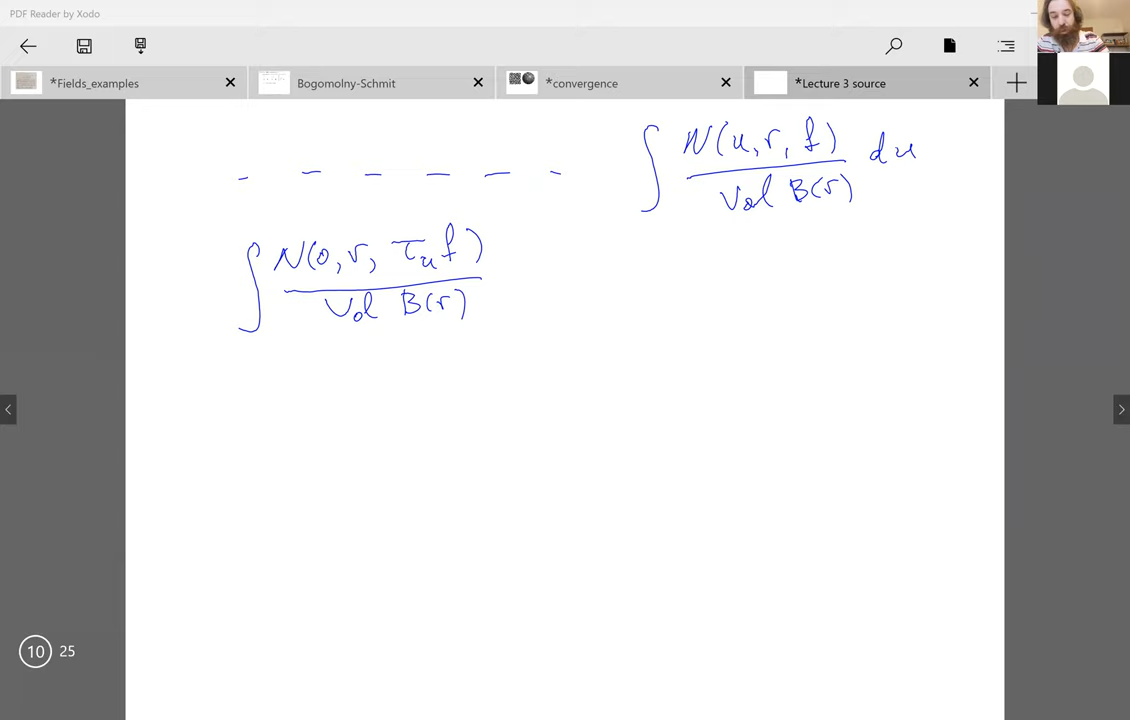 PDF Reader by Xodo
*Fields_examples
Bogomolny-Schmit
*convergence
*Lecture 3 source
- - - - - - ∫ N(u, r, f) / Vol B(r) du
∫ N(0, r, τ_u f) / Vol B(r)
10 25